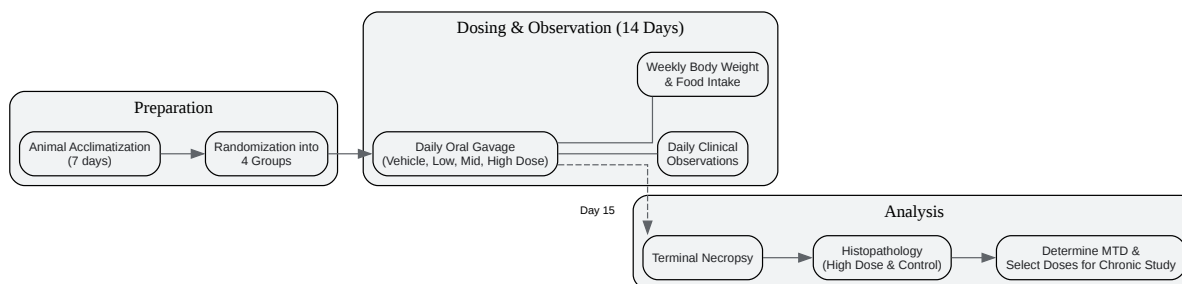 Preparation
Animal Acclimatization
(7 days)
Randomization into
4 Groups
Dosing & Observation (14 Days)
Weekly Body Weight
& Food Intake
Daily Oral Gavage
(Vehicle, Low, Mid, High Dose)
Daily Clinical
Observations
Day 15
Analysis
Terminal Necropsy
Histopathology
(High Dose & Control)
Determine MTD &
Select Doses for Chronic Study